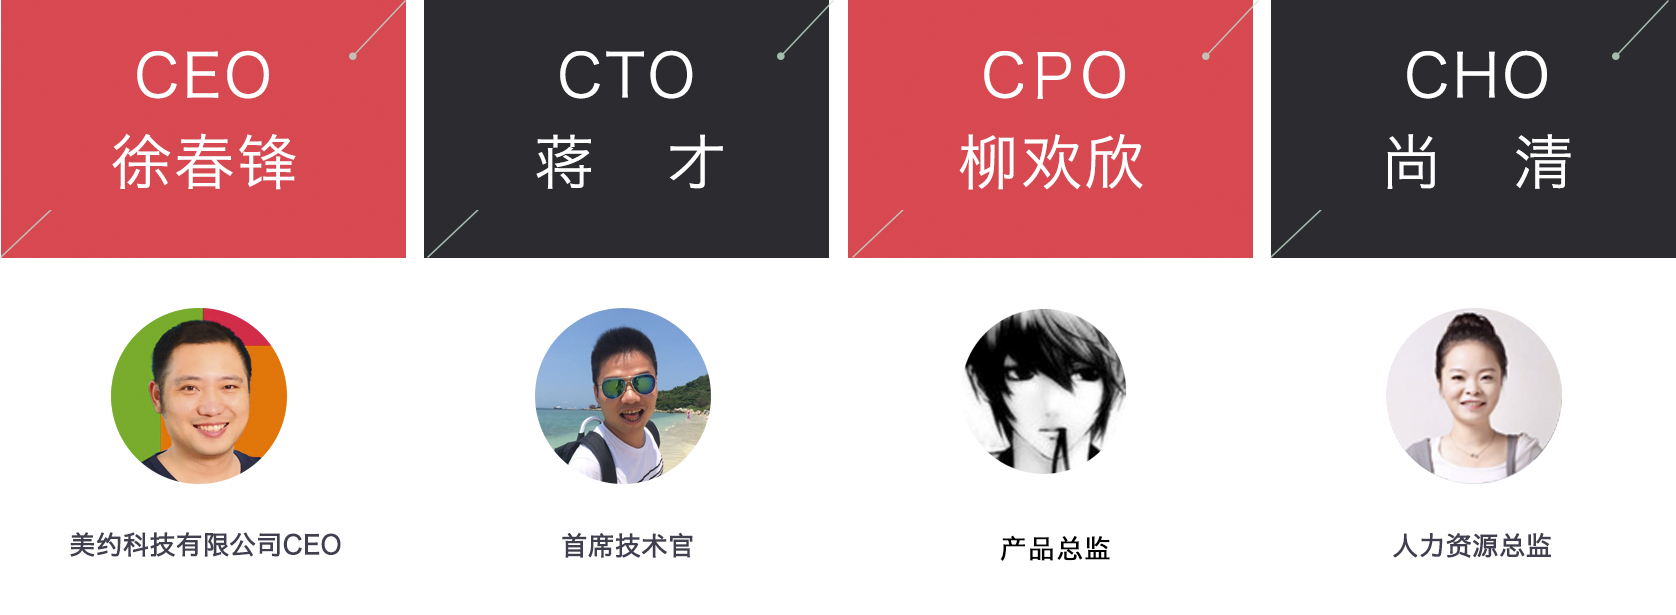 CEO
徐春锋
CTO
蒋 才
CPO
柳欢欣
CHO
尚 清
美约科技有限公司CEO
首席技术官
产品总监
人力资源总监